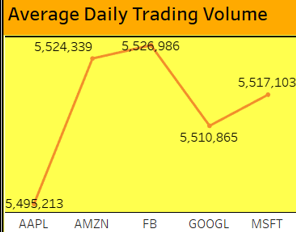 Average Daily Trading Volume
5,524,339
5,526,986
5,517,103
5,510,865
5,495,213
AAPL AMZN FB GOOGL MSFT